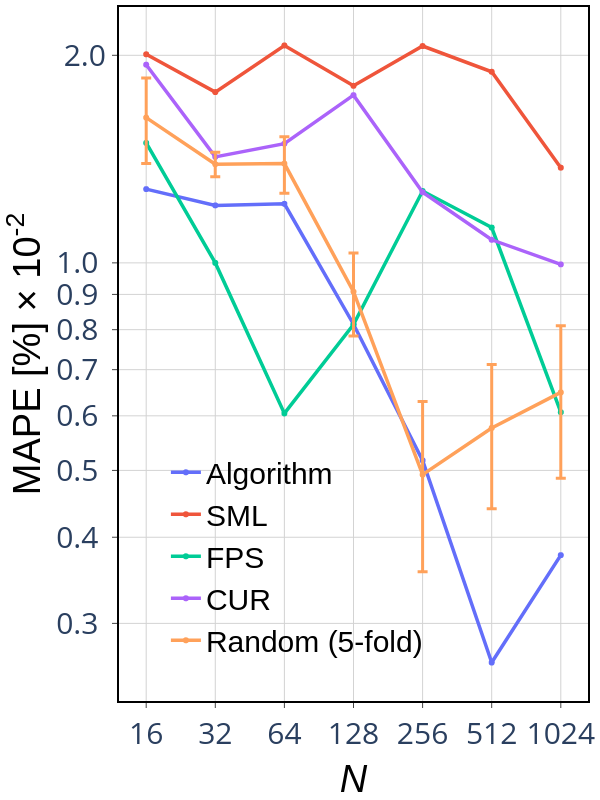 MAPE [%] × 10⁻²
2.0
1.0
0.9
0.8
0.7
0.6
0.5
0.4
0.3
Algorithm
SML
FPS
CUR
Random (5-fold)
16 32 64 128 256 512 1024
N